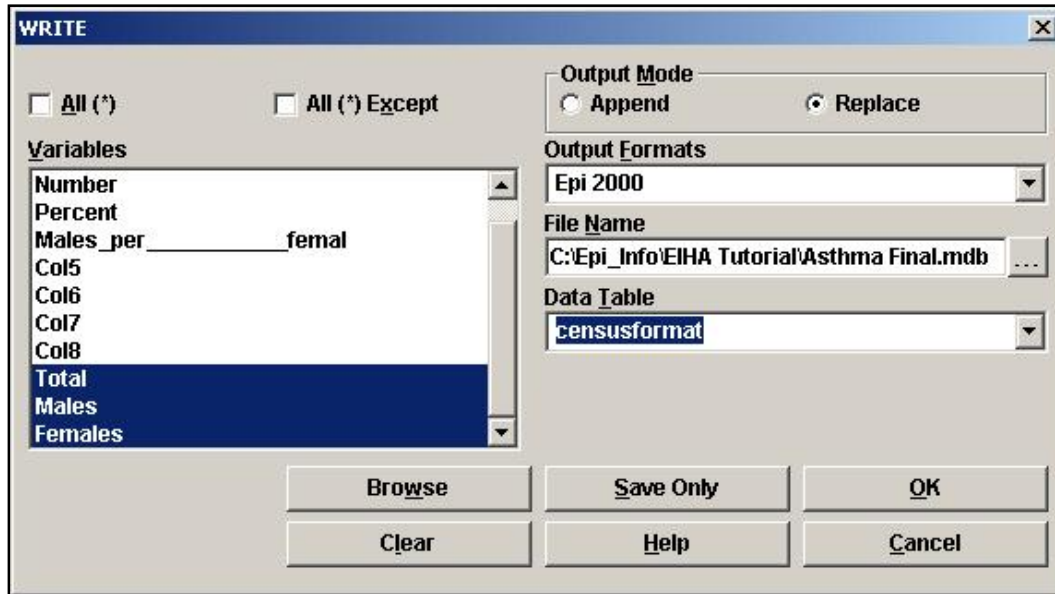 WRITE
All (*)
All (*) Except
Output Mode
Append
Replace
Variables
Number
Percent
Males_per____________femal
Col5
Col6
Col7
Col8
Total
Males
Females
Output Formats
Epi 2000
File Name
C:\Epi_Info\EIHA Tutorial\Asthma Final.mdb
...
Data Table
censusformat
Browse
Save Only
OK
Clear
Help
Cancel